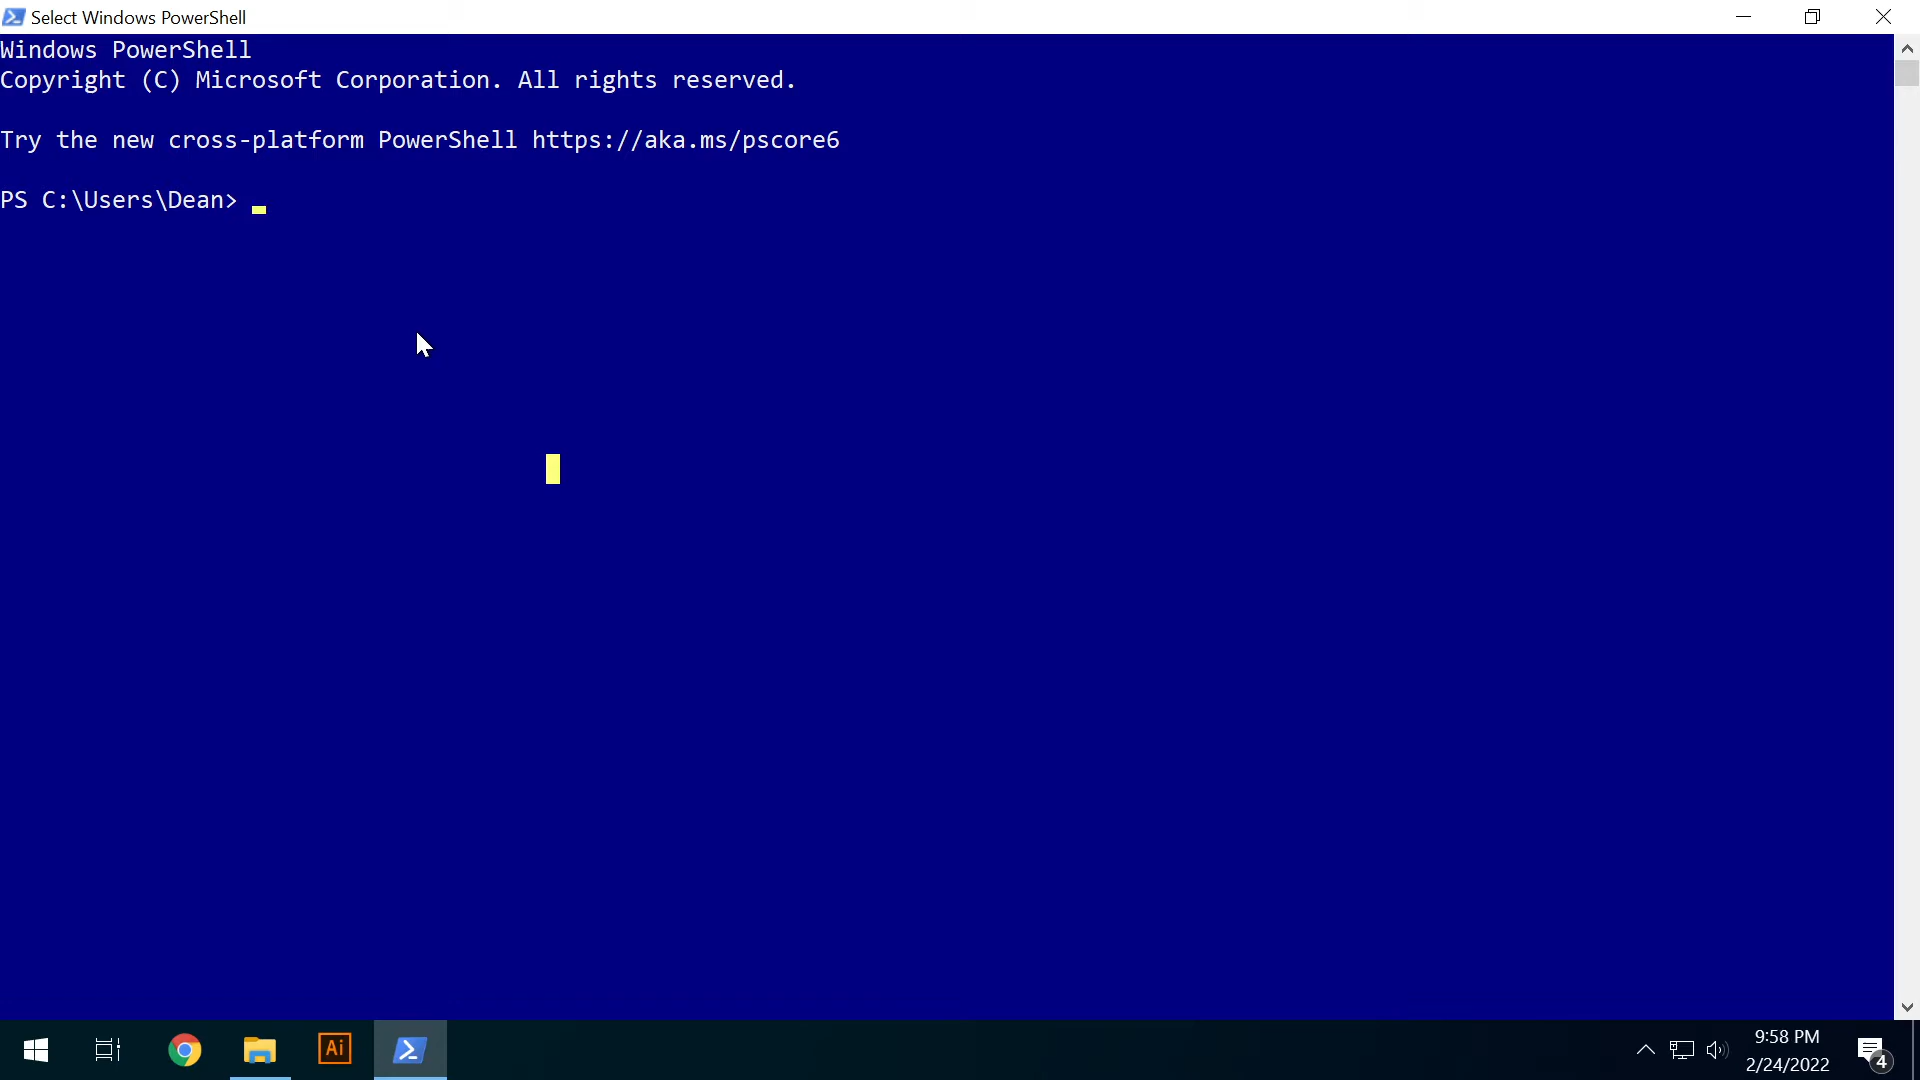 Select Windows PowerShell
Windows PowerShell
Copyright (C) Microsoft Corporation. All rights reserved.
Try the new cross-platform PowerShell https://aka.ms/pscore6
PS C:\Users\Dean>
Ai
9:58 PM
2/24/2022
4